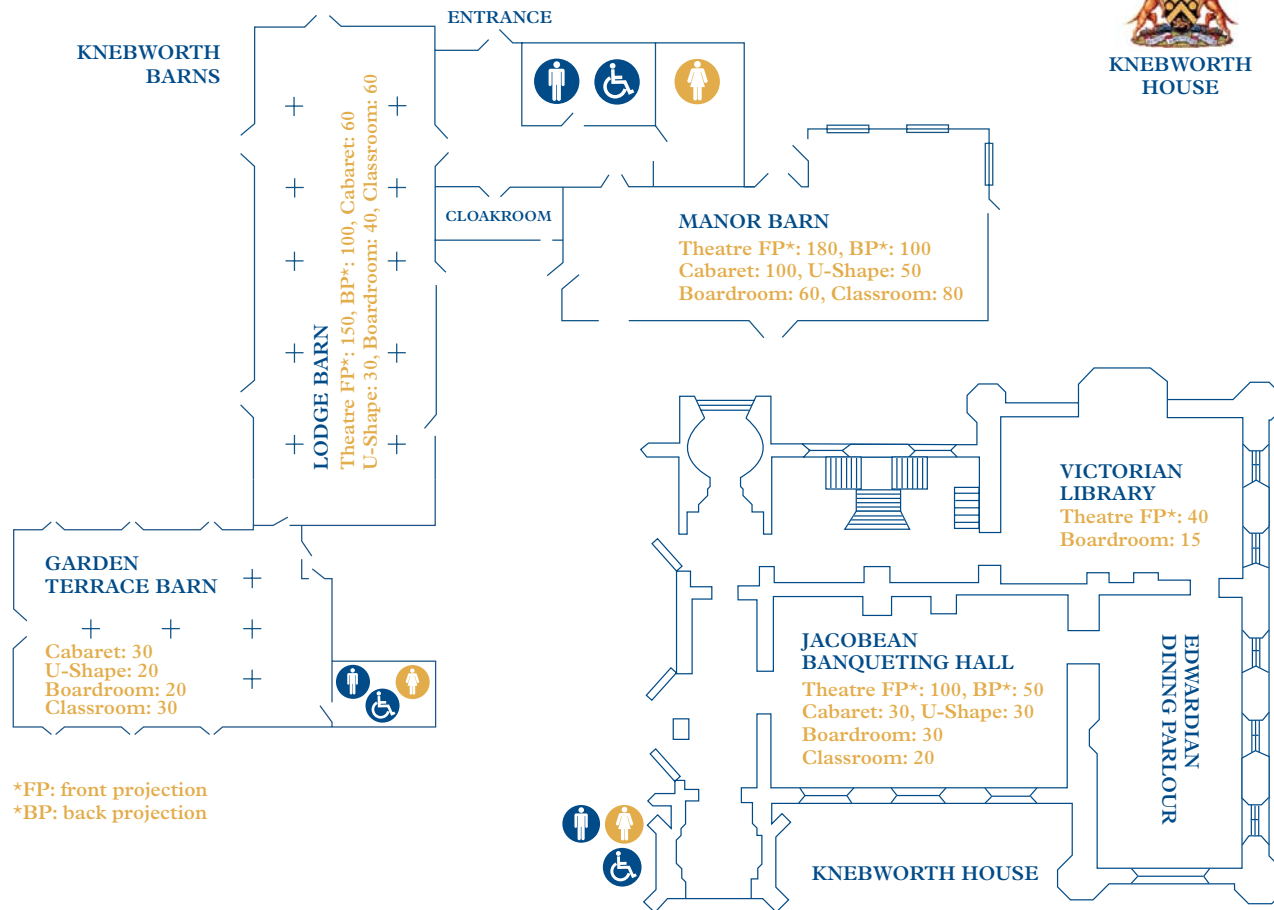 ENTRANCE
KNEBWORTH
BARNS
KNEBWORTH
HOUSE
LODGE BARN
Theatre FP*: 150, BP*: 100, Cabaret: 60
U-Shape: 30, Boardroom: 40, Classroom: 60
CLOAKROOM
MANOR BARN
Theatre FP*: 180, BP*: 100
Cabaret: 100, U-Shape: 50
Boardroom: 60, Classroom: 80
VICTORIAN
LIBRARY
Theatre FP*: 40
Boardroom: 15
GARDEN
TERRACE BARN
Cabaret: 30
U-Shape: 20
Boardroom: 20
Classroom: 30
JACOBEAN
BANQUETING HALL
Theatre FP*: 100, BP*: 50
Cabaret: 30, U-Shape: 30
Boardroom: 30
Classroom: 20
EDWARDIAN
DINING PARLOUR
*FP: front projection
*BP: back projection
KNEBWORTH HOUSE